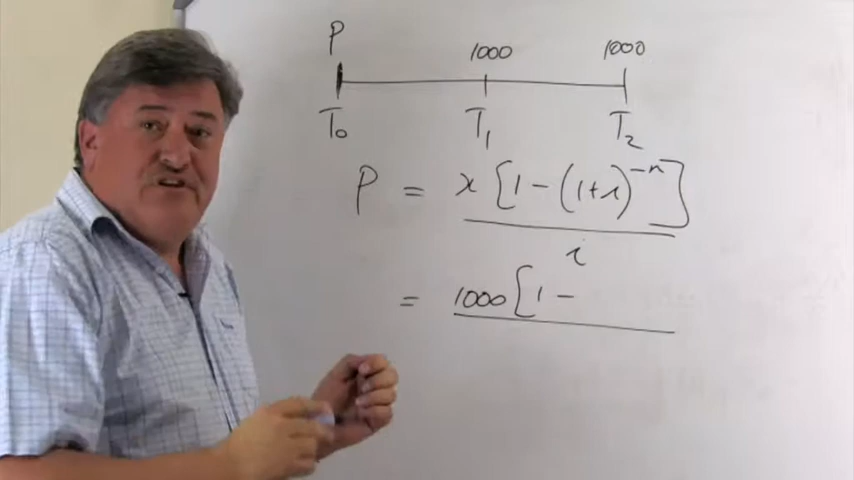 P 1000 1000
T₀ T₁ T₂
P = x [1 - (1+i)⁻ⁿ]
i
= 1000 [1 -